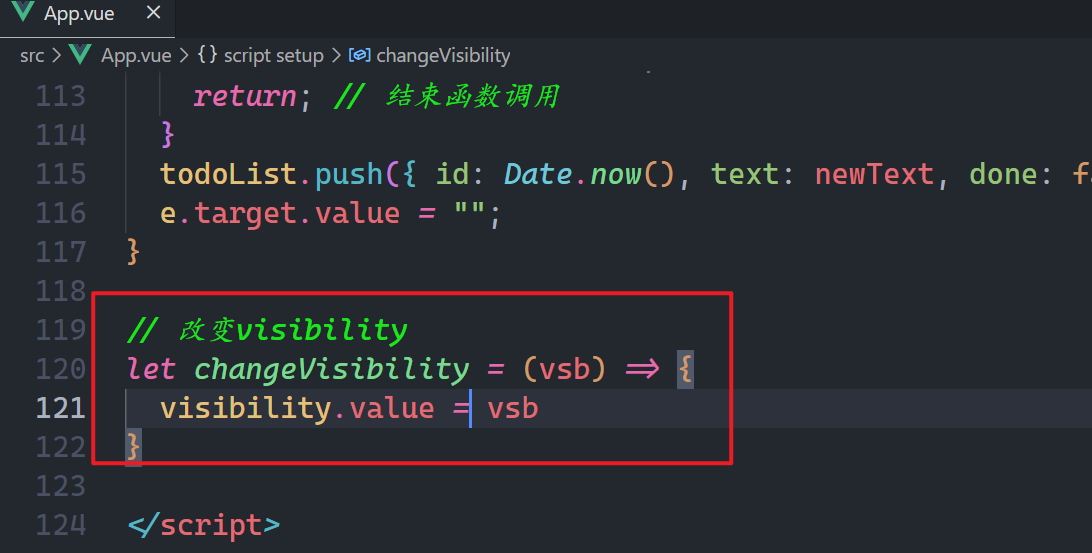 App.vue ×
src > App.vue > {} script setup > changeVisibility
113 return; // 结束函数调用
114 }
115 todoList.push({ id: Date.now(), text: newText, done: f
116 e.target.value = "";
117 }
118
119 // 改变visibility
120 let changeVisibility = (vsb) => {
121 visibility.value = vsb
122 }
123
124 </script>